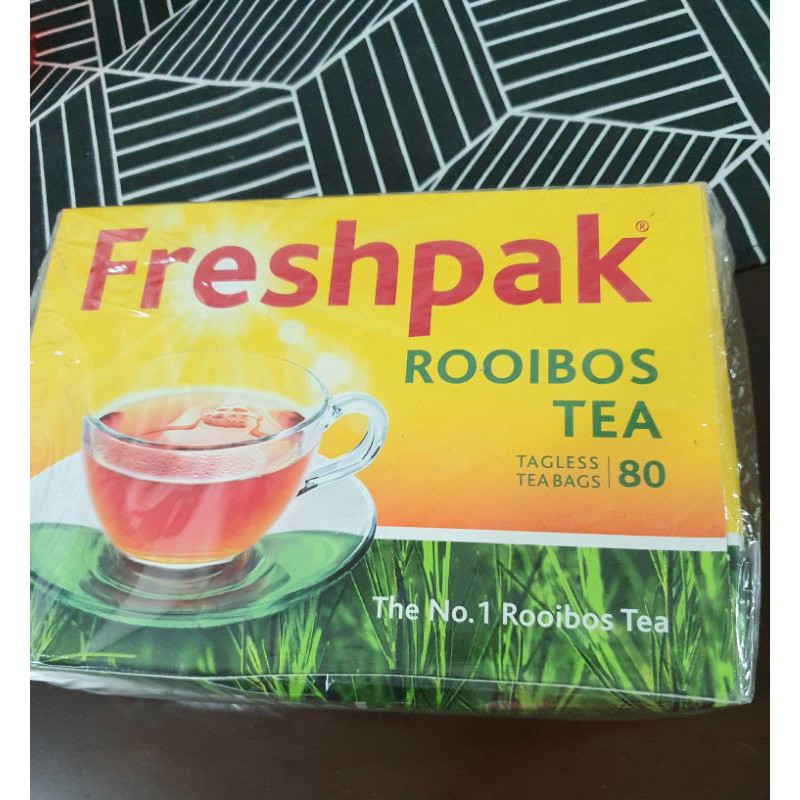 Freshpak®
ROOIBOS
TEA
TAGLESS
TEA BAGS 80
The No.1 Rooibos Tea